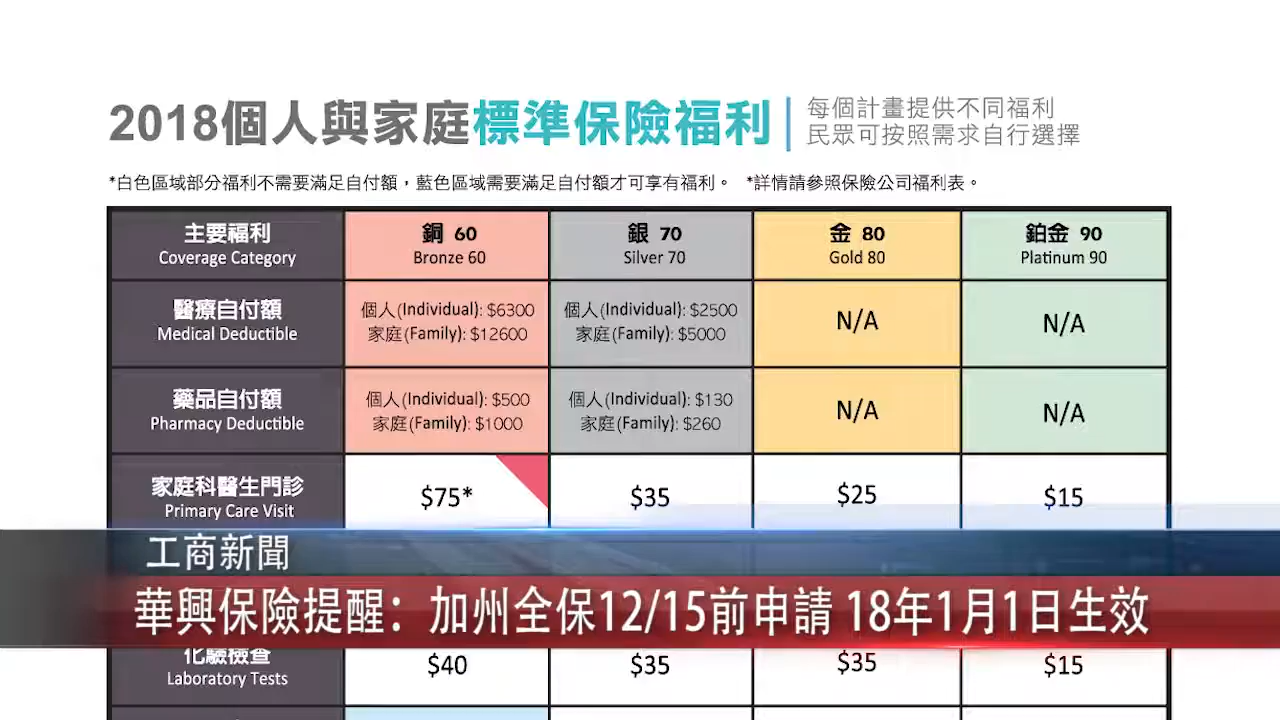 2018個人與家庭標準保險福利
每個計畫提供不同福利
民眾可按照需求自行選擇
*白色區域部分福利不需要滿足自付額，藍色區域需要滿足自付額才可享有福利。 *詳情請參照保險公司福利表。
主要福利 銅 60 銀 70 金 80 鉑金 90
Coverage Category Bronze 60 Silver 70 Gold 80 Platinum 90
醫療自付額 個人(Individual): $6300 個人(Individual): $2500 N/A N/A
Medical Deductible 家庭(Family): $12600 家庭(Family): $5000
藥品自付額 個人(Individual): $500 個人(Individual): $130 N/A N/A
Pharmacy Deductible 家庭(Family): $1000 家庭(Family): $260
家庭科醫生門診 $75* $35 $25 $15
Primary Care Visit
工商新聞
華興保險提醒：加州全保12/15前申請 18年1月1日生效
化驗檢查 $40 $35 $35 $15
Laboratory Tests